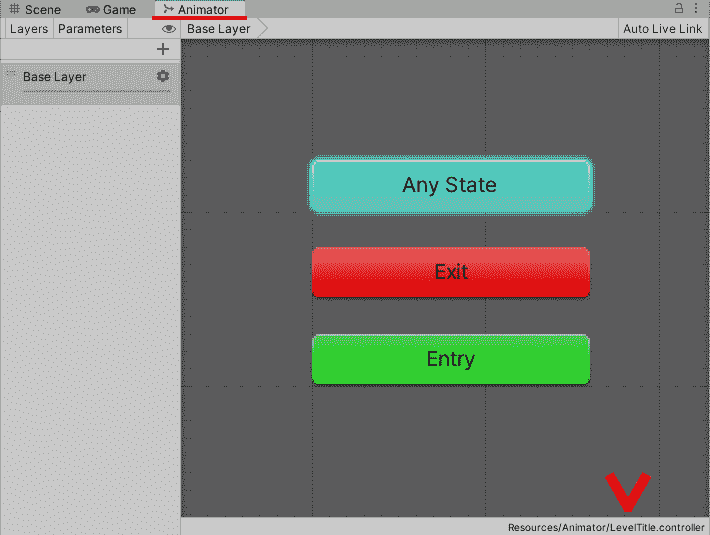 Scene Game Animator
Layers Parameters Base Layer Auto Live Link
Base Layer
Any State
Exit
Entry
Resources/Animator/LevelTitle.controller